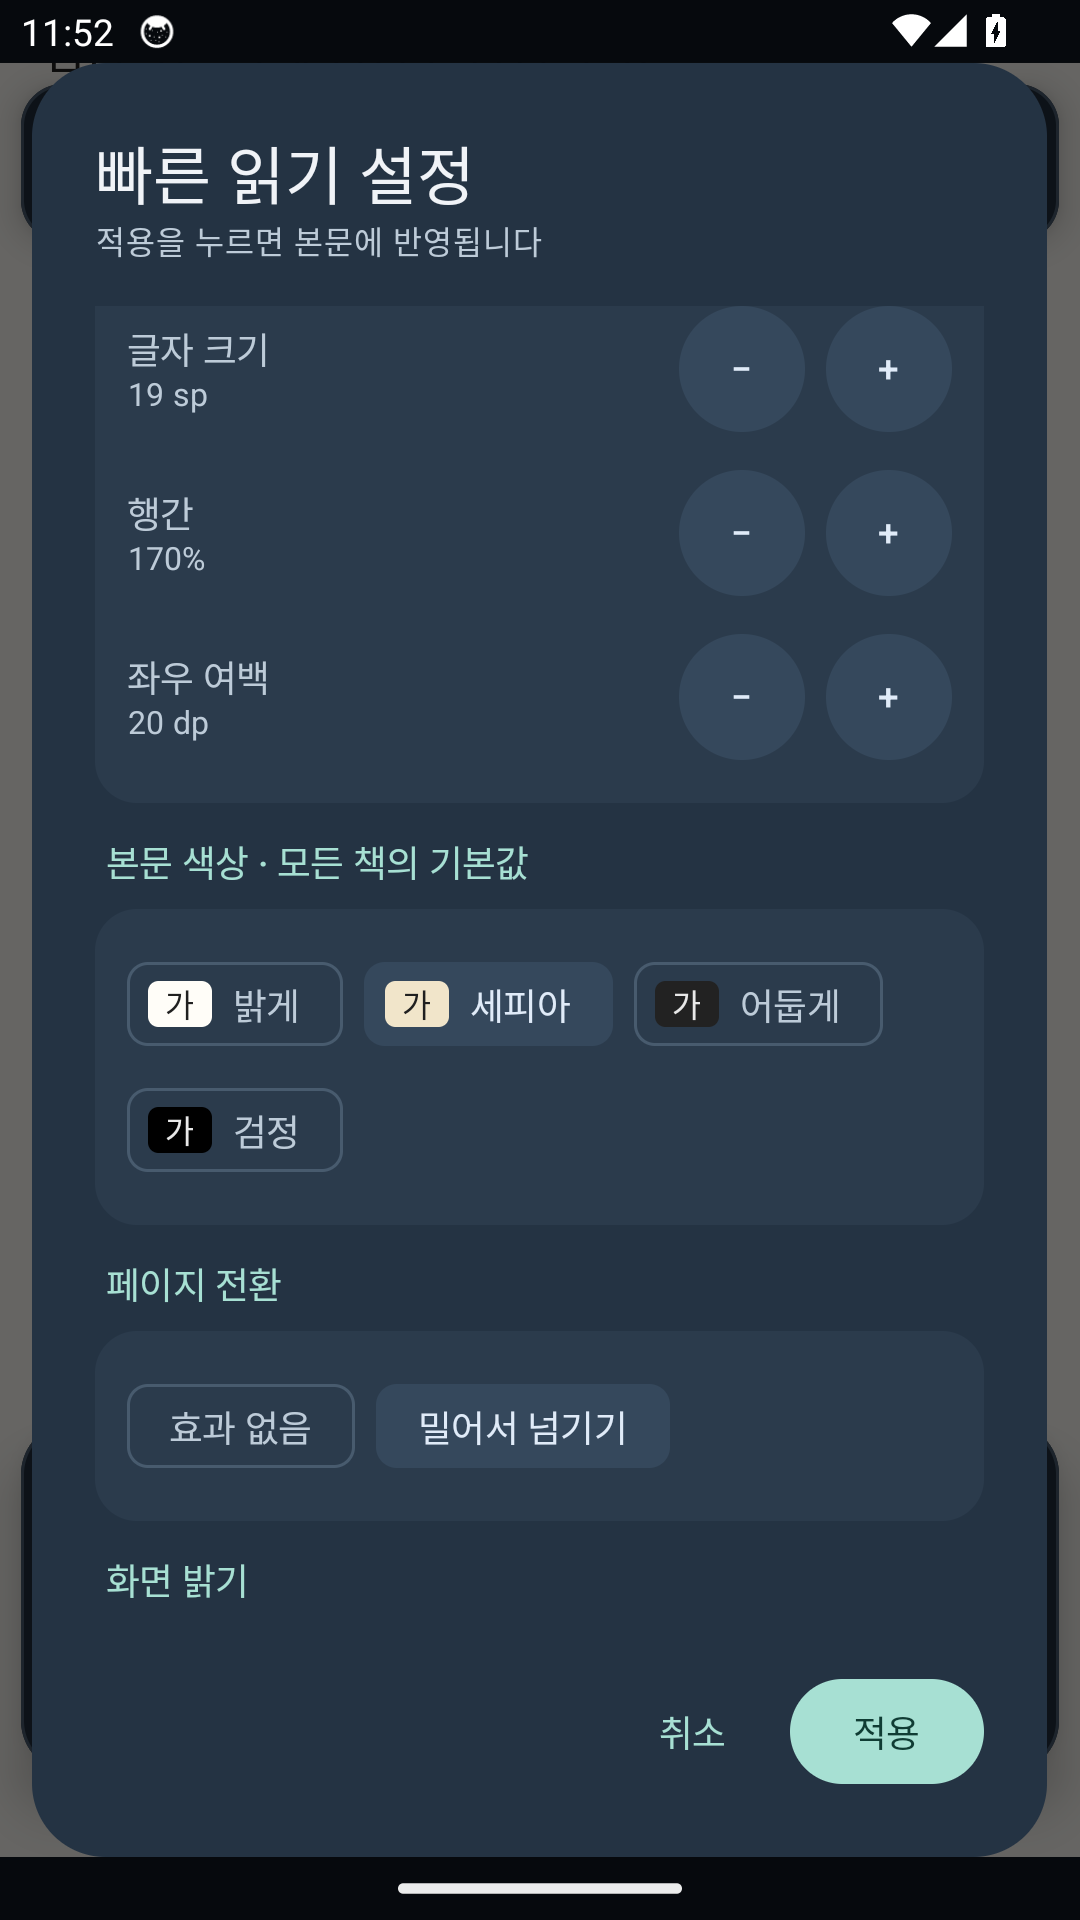 11:52
빠른 읽기 설정
적용을 누르면 본문에 반영됩니다
글자 크기
19 sp
− +
행간
170%
− +
좌우 여백
20 dp
− +
본문 색상 · 모든 책의 기본값
가 밝게 가 세피아 가 어둡게
가 검정
페이지 전환
효과 없음 밀어서 넘기기
화면 밝기
취소 적용